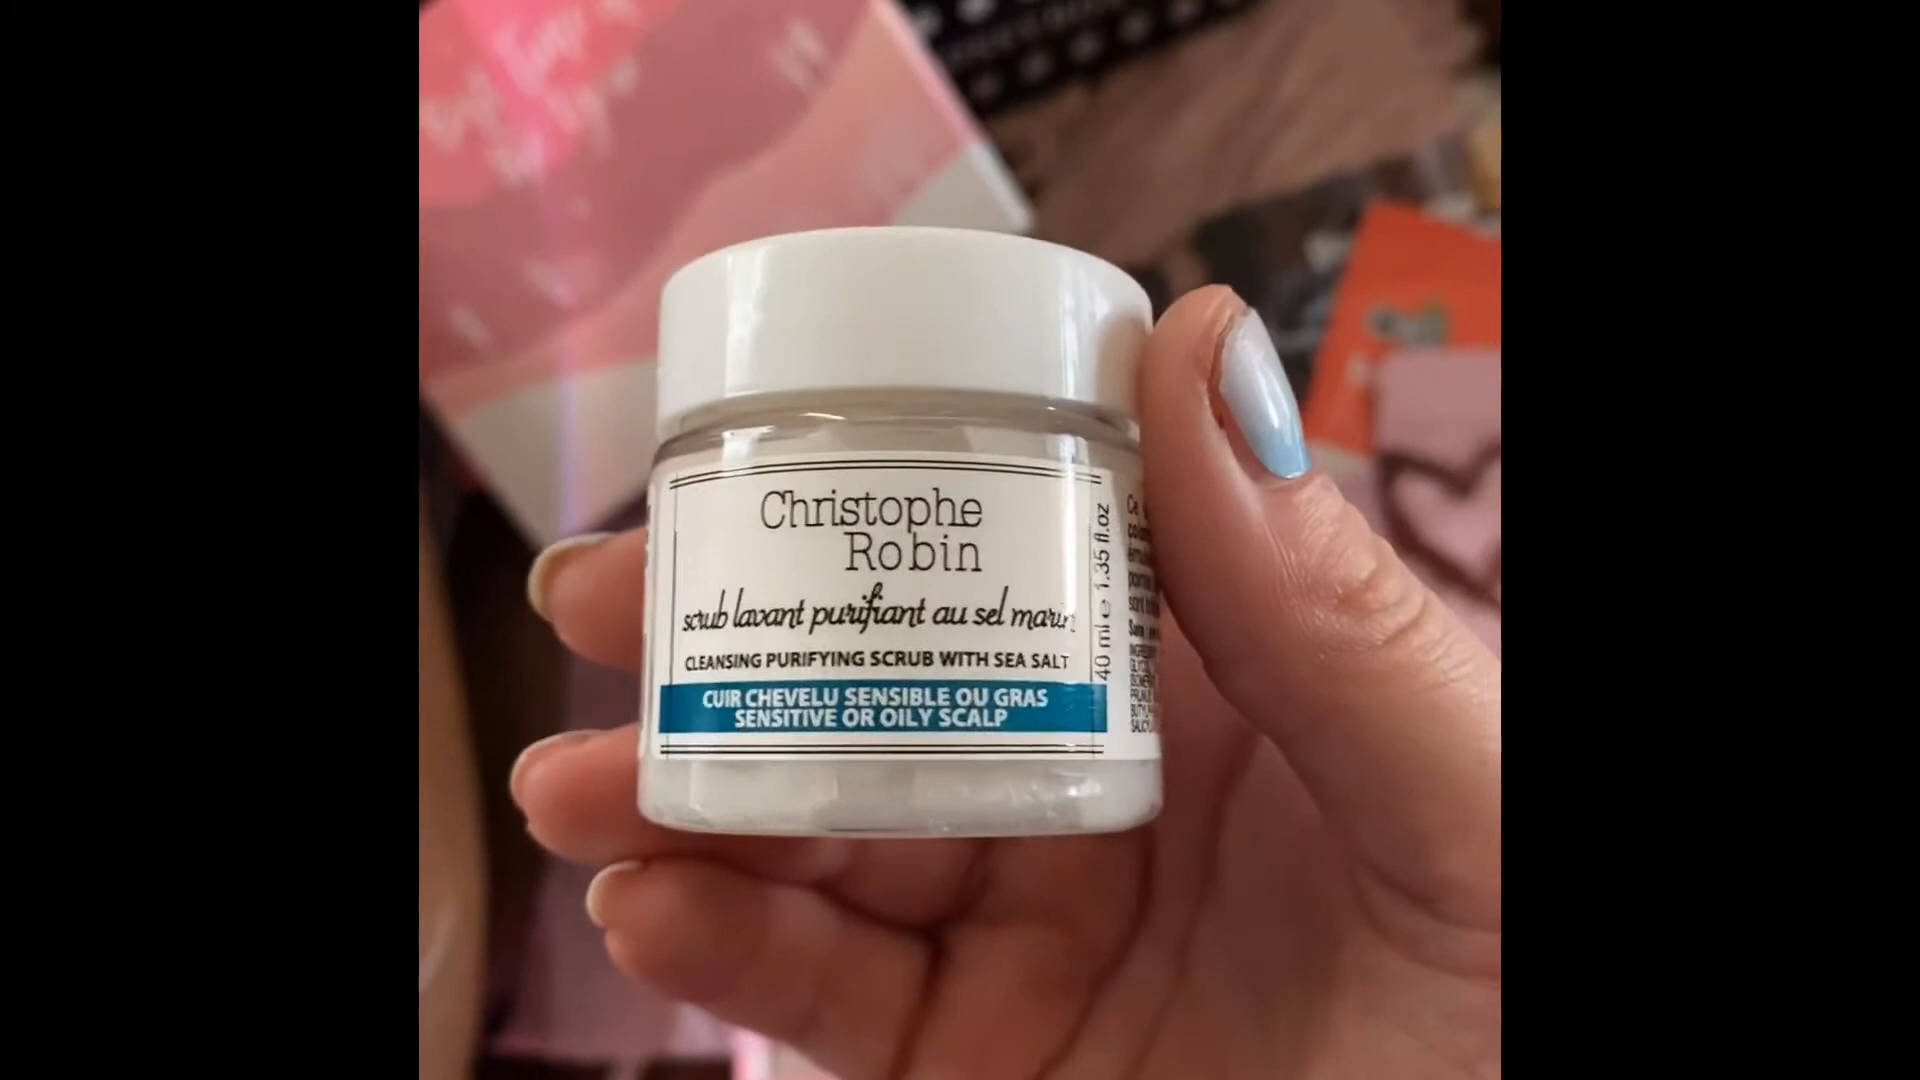 Christophe
Robin
scrub lavant purifiant au sel marin
CLEANSING PURIFYING SCRUB WITH SEA SALT
CUIR CHEVELU SENSIBLE OU GRAS
SENSITIVE OR OILY SCALP
40 ml e 1.35 fl.oz
Ce